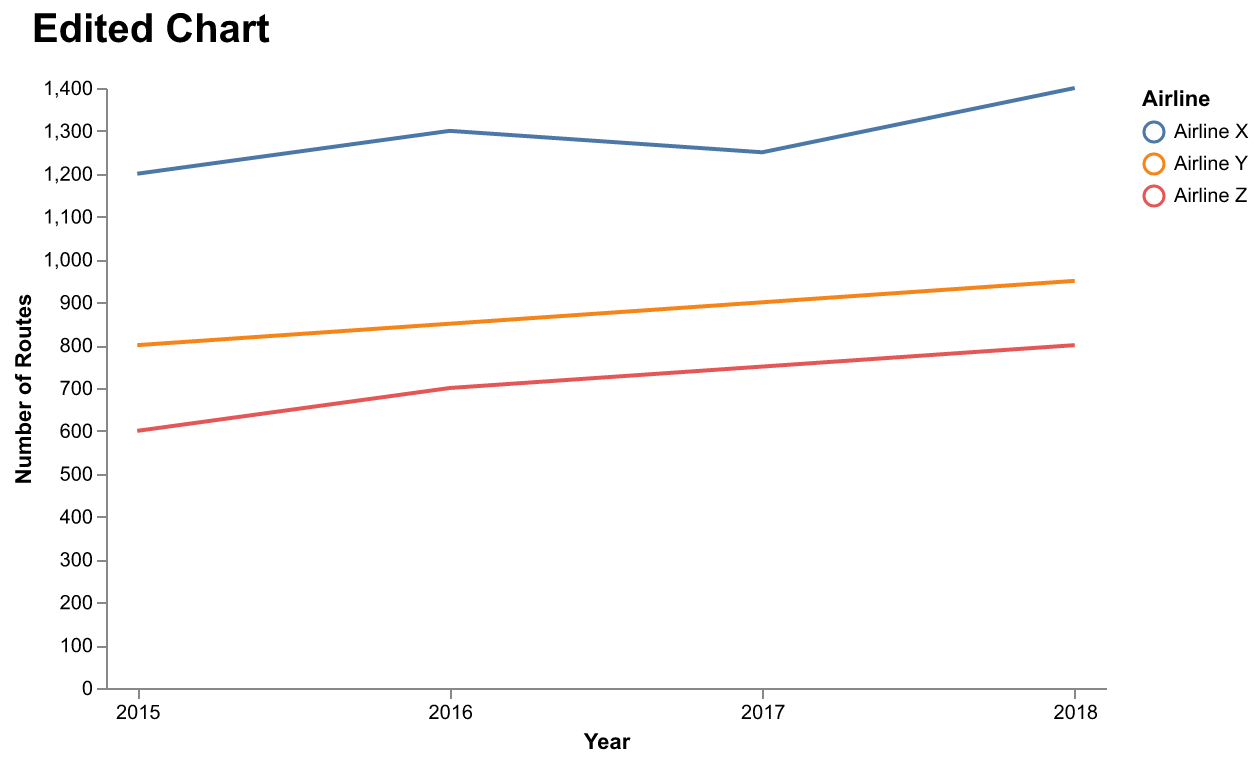 Edited Chart
1,400
1,300
1,200
1,100
1,000
900
800
700
600
500
400
300
200
100
0
Number of Routes
2015 2016 2017 2018
Year
Airline
Airline X
Airline Y
Airline Z